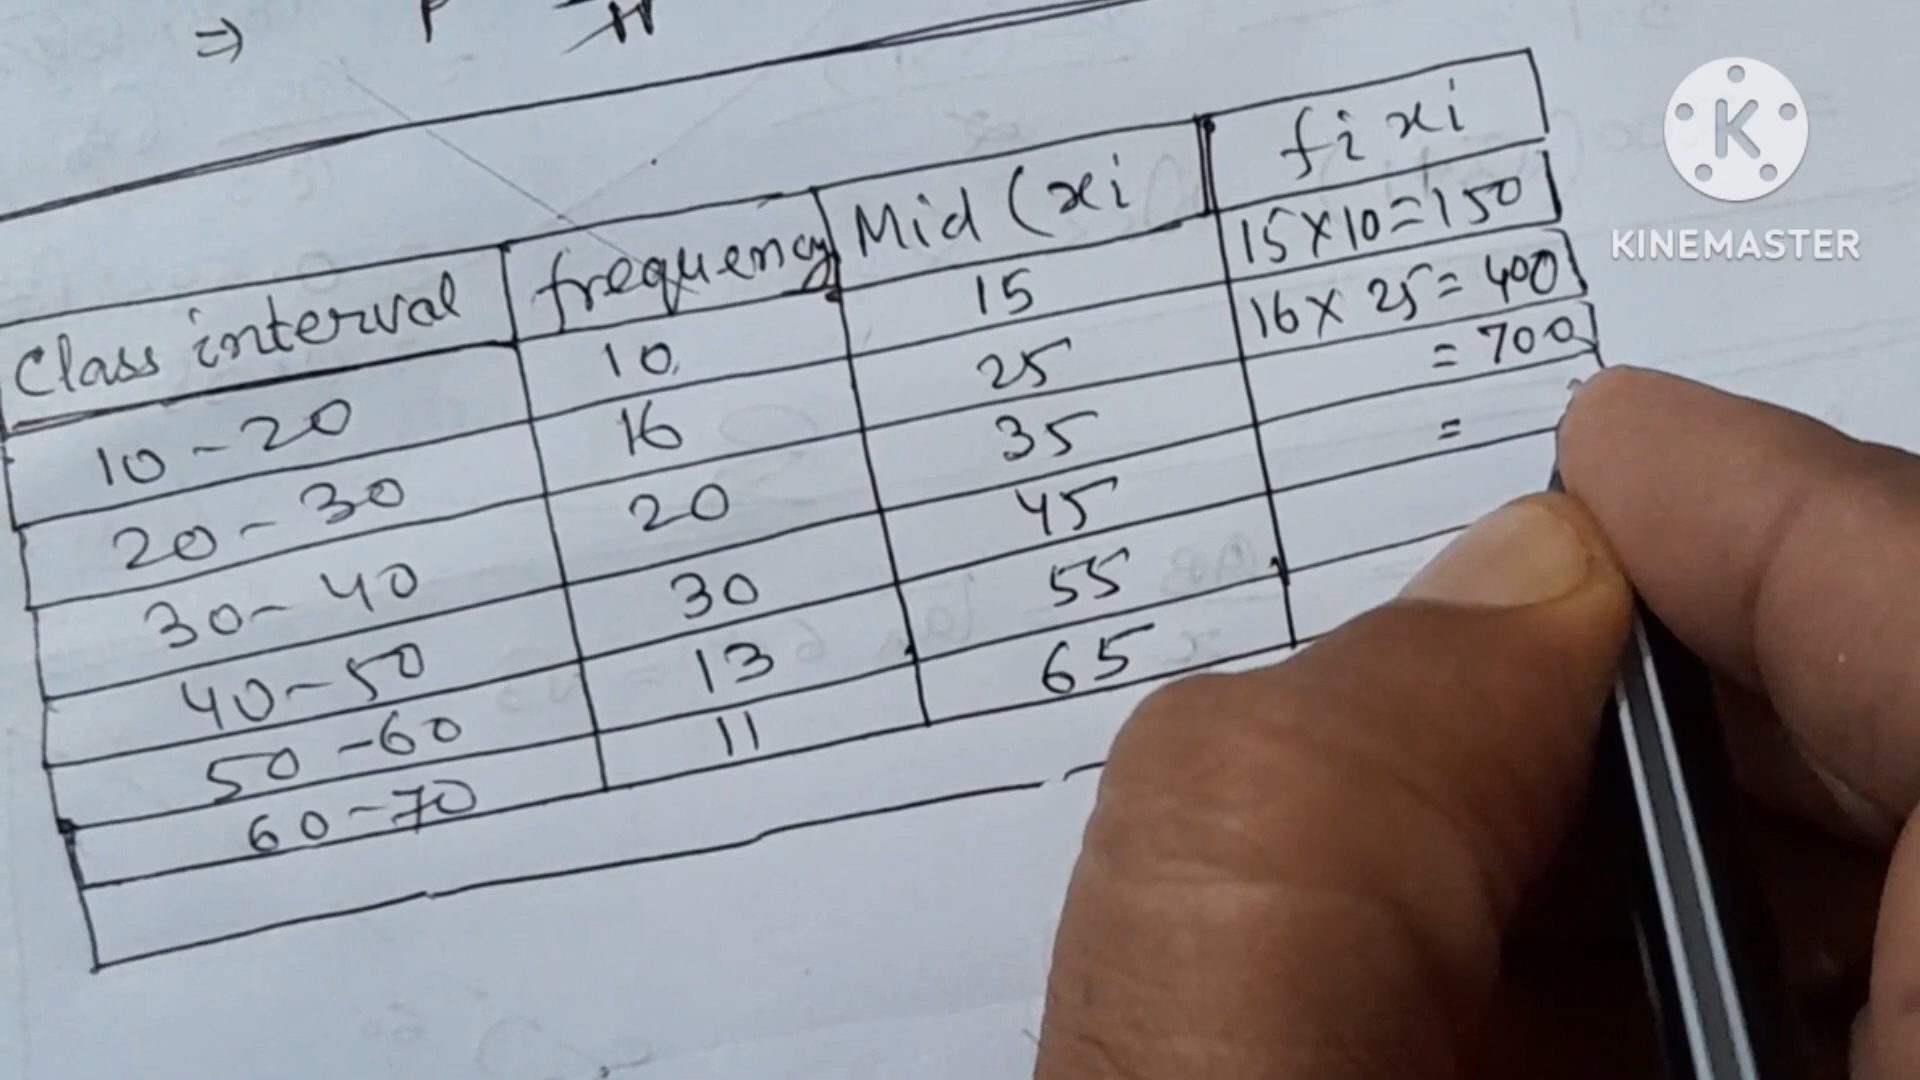 ⇒
Class interval frequency Mid (xi fi xi
10-20 10 15 15×10=150
20-30 16 25 16×25=400
30-40 20 35 =700
40-50 30 45 =
50-60 13 55
60-70 11 65
KINEMASTER